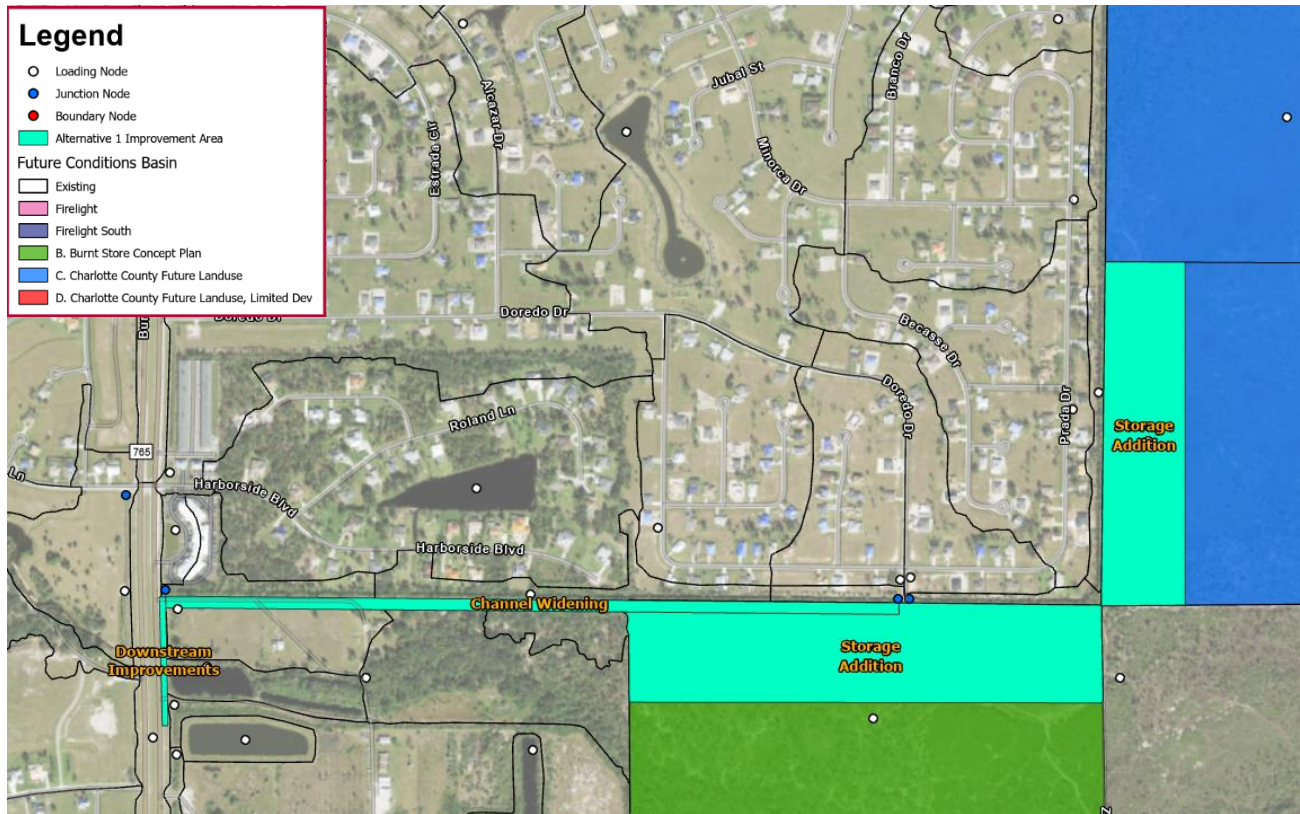 Legend
Loading Node
Junction Node
Boundary Node
Alternative 1 Improvement Area
Future Conditions Basin
Existing
Firelight
Firelight South
B. Burnt Store Concept Plan
C. Charlotte County Future Landuse
D. Charlotte County Future Landuse, Limited Dev
Alcazar Dr
Estrada Cir
Jubal St
Minorca Dr
Branco Dr
Doredo Dr
Doredo Dr
Bur
Becasse Dr
Doredo Dr
Prada Dr
Roland Ln
765
Ln
Harborside Blvd
Harborside Blvd
Storage
Addition
Channel Widening
Downstream
Improvements
Storage
Addition
Z